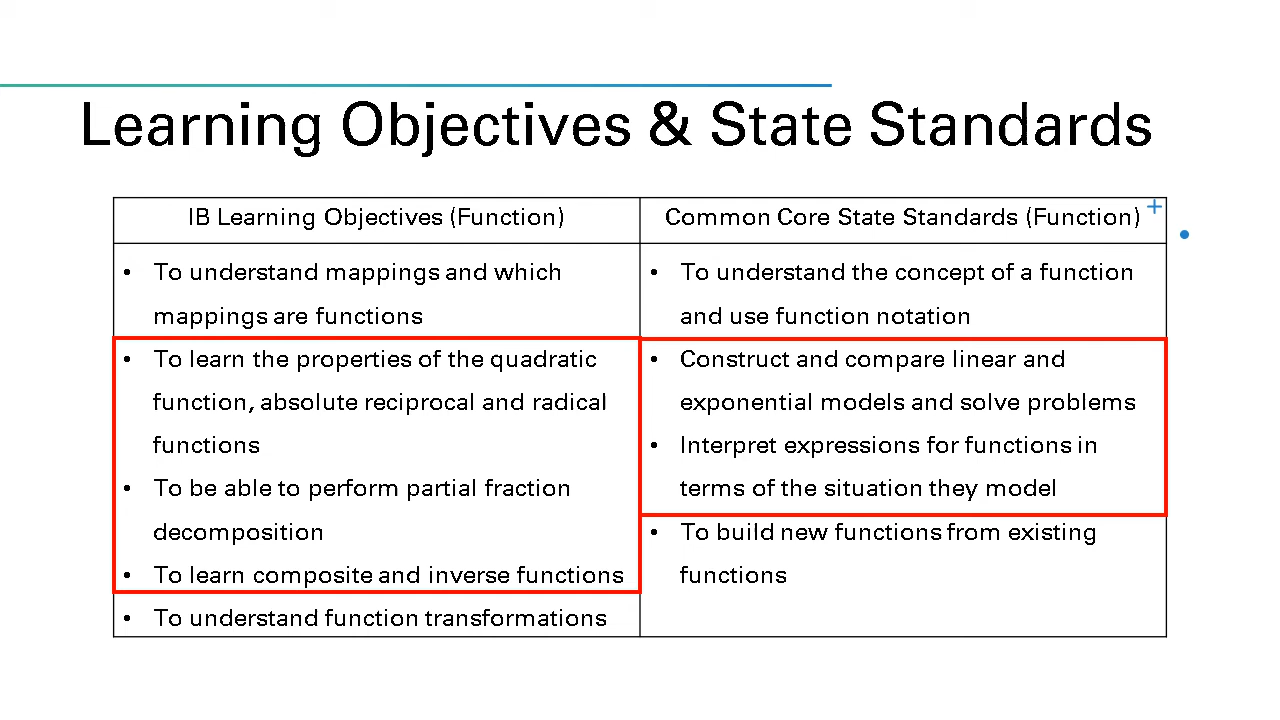 Learning Objectives & State Standards
IB Learning Objectives (Function)
• To understand mappings and which
mappings are functions
• To learn the properties of the quadratic
function, absolute reciprocal and radical
functions
• To be able to perform partial fraction
decomposition
• To learn composite and inverse functions
• To understand function transformations
Common Core State Standards (Function)
• To understand the concept of a function
and use function notation
• Construct and compare linear and
exponential models and solve problems
• Interpret expressions for functions in
terms of the situation they model
• To build new functions from existing
functions